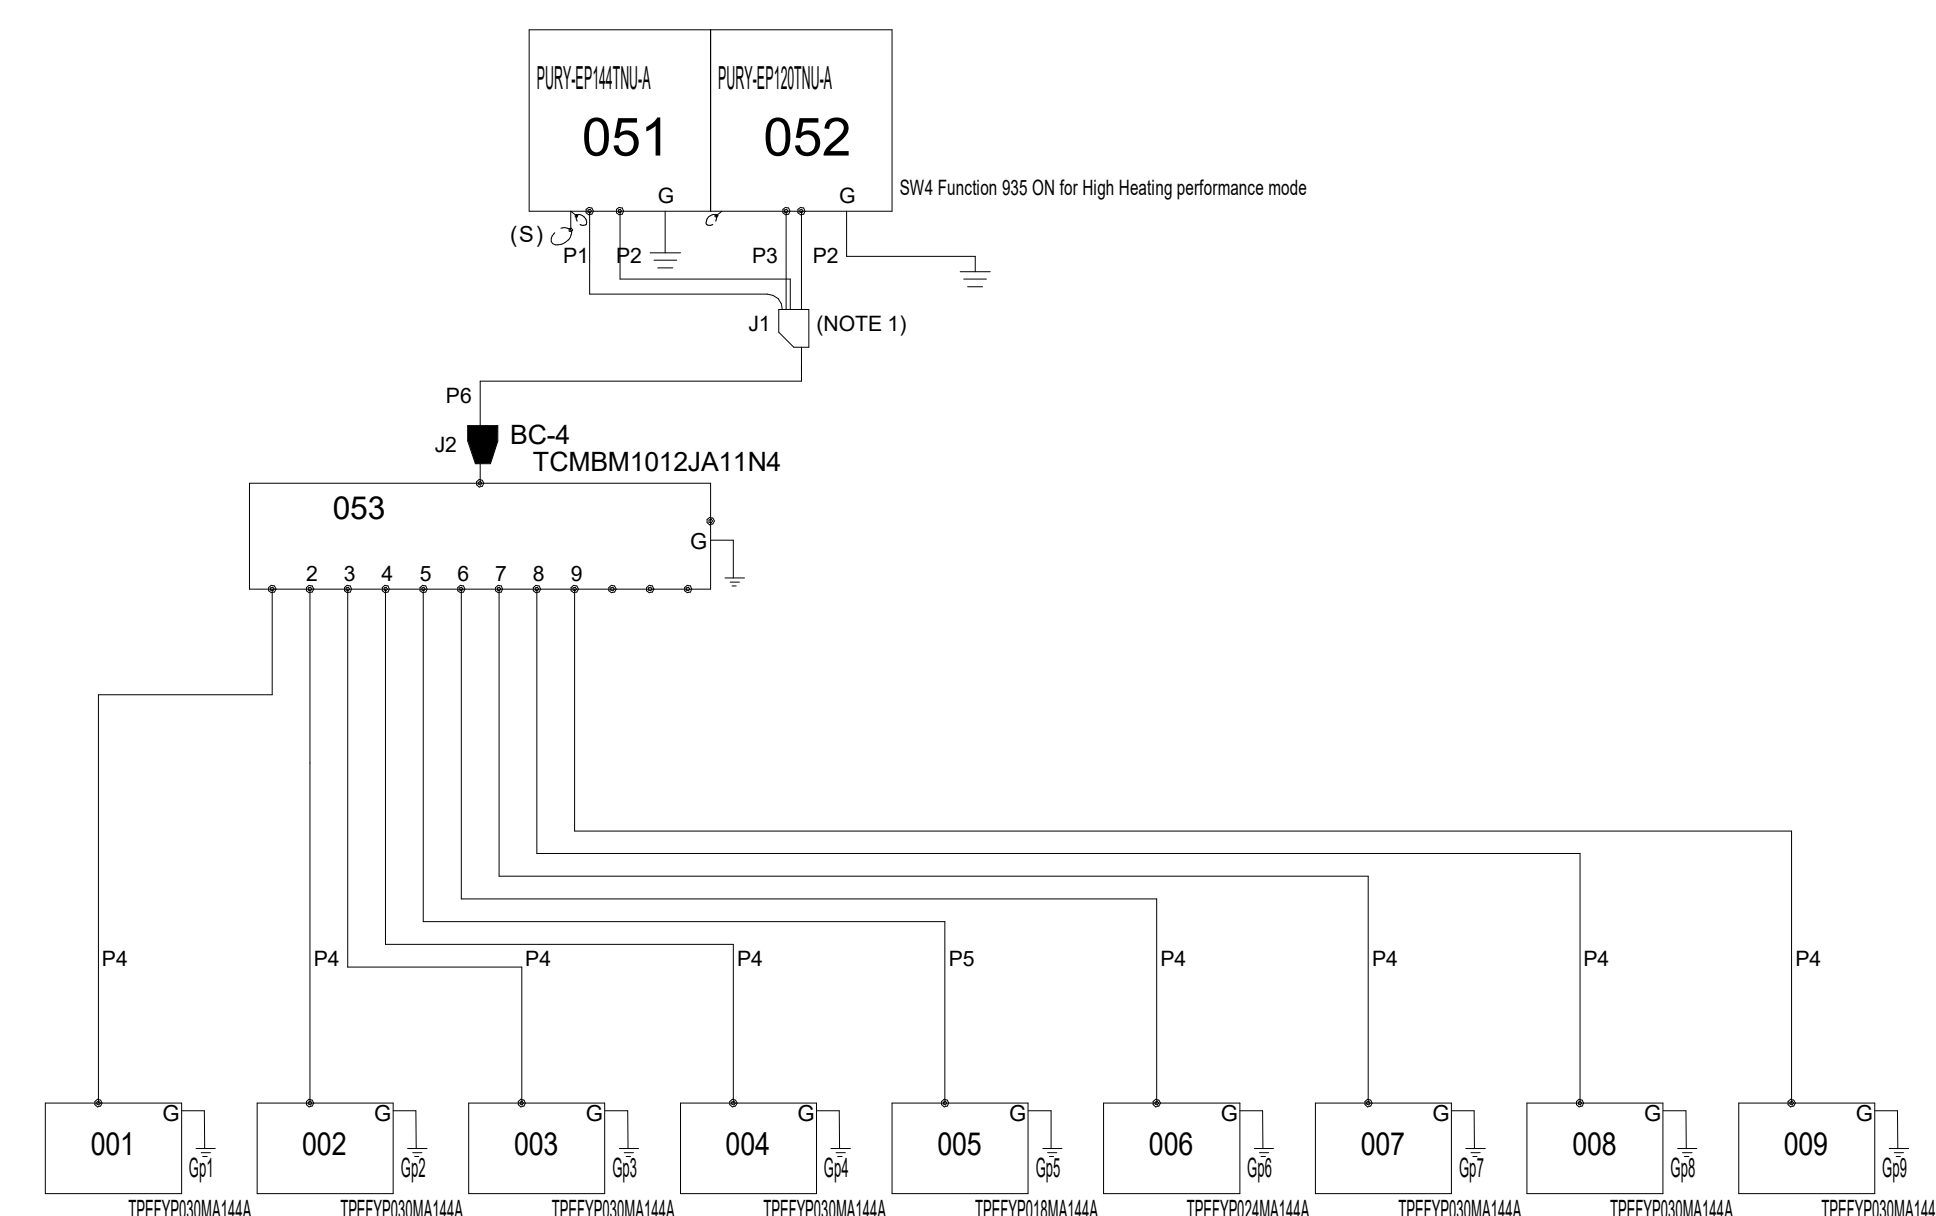 PURY-EP144TNU-A PURY-EP120TNU-A
051 052
SW4 Function 935 ON for High Heating performance mode
G G
(S)
P1 P2 P3 P2
J1 (NOTE 1)
P6
J2 BC-4
TCMBM1012JA11N4
053
G
2 3 4 5 6 7 8 9
P4 P4 P4 P4 P5 P4 P4 P4 P4
G G G G G G G G G
001 002 003 004 005 006 007 008 009
Gp1 Gp2 Gp3 Gp4 Gp5 Gp6 Gp7 Gp8 Gp9
TPEFYP030MA144A TPEFYP030MA144A TPEFYP030MA144A TPEFYP030MA144A TPEFYP018MA144A TPEFYP024MA144A TPEFYP030MA144A TPEFYP030MA144A TPEFYP030MA144